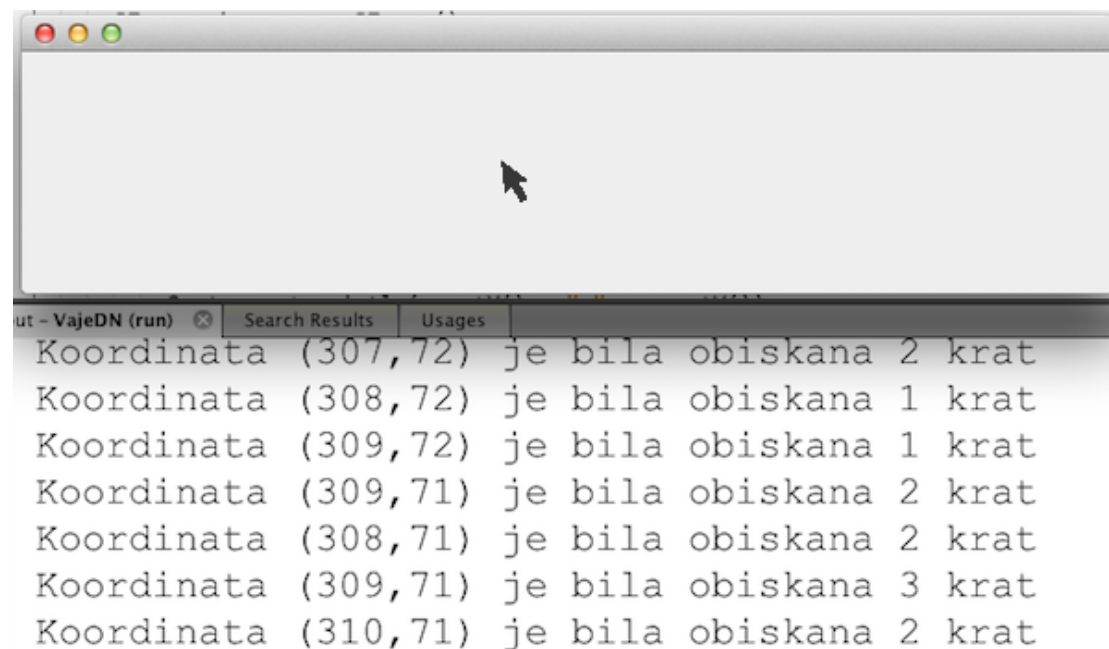 ut – VajeDN (run) Search Results Usages
Koordinata (307,72) je bila obiskana 2 krat
Koordinata (308,72) je bila obiskana 1 krat
Koordinata (309,72) je bila obiskana 1 krat
Koordinata (309,71) je bila obiskana 2 krat
Koordinata (308,71) je bila obiskana 2 krat
Koordinata (309,71) je bila obiskana 3 krat
Koordinata (310,71) je bila obiskana 2 krat